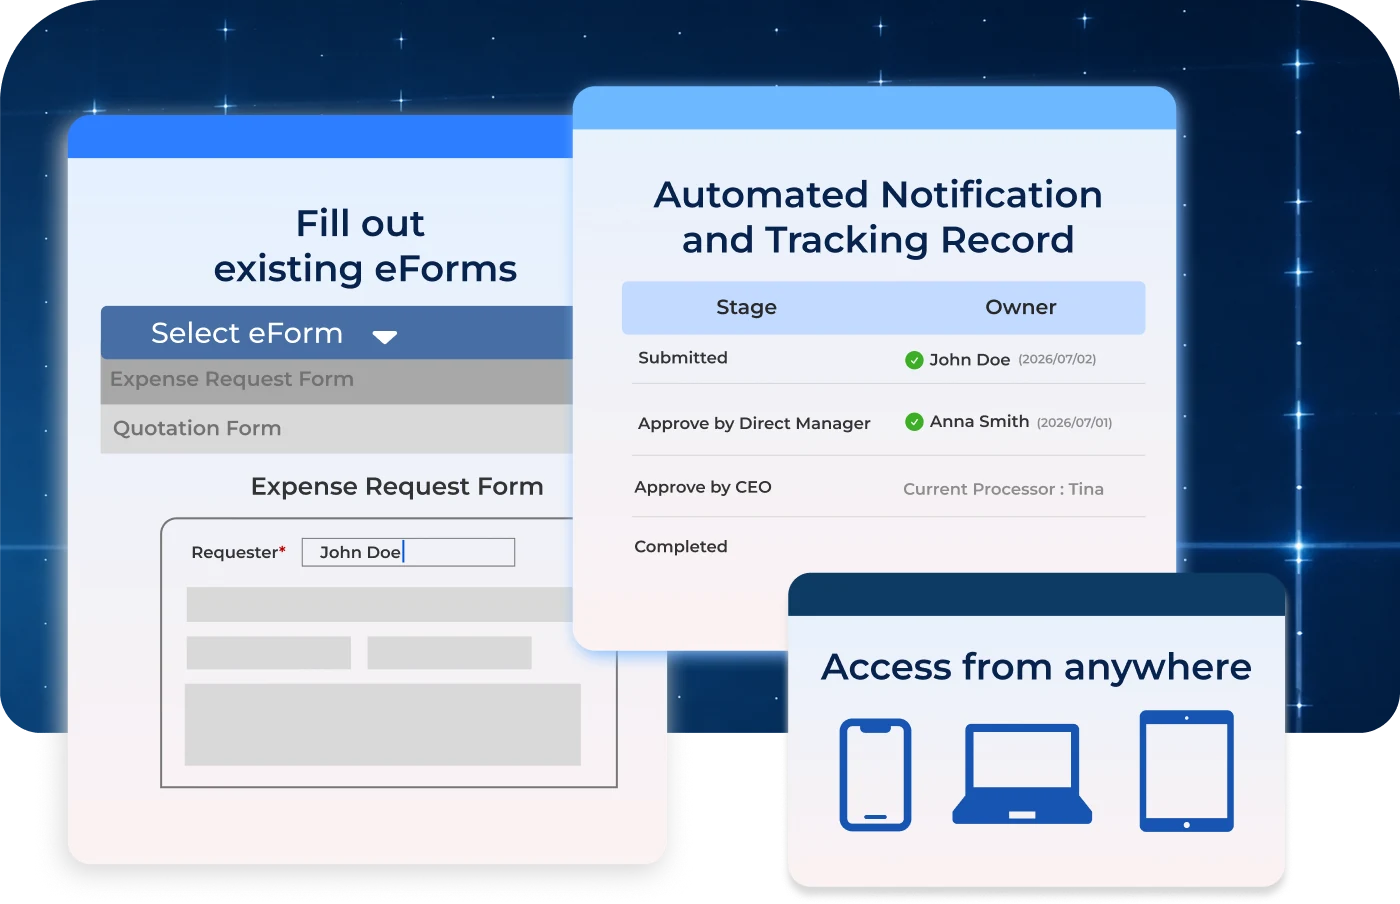 Fill out
existing eForms
Select eForm
Expense Request Form
Quotation Form
Expense Request Form
Requester* John Doe
Automated Notification
and Tracking Record
Stage Owner
Submitted John Doe (2026/07/02)
Approve by Direct Manager Anna Smith (2026/07/01)
Approve by CEO Current Processor : Tina
Completed
Access from anywhere